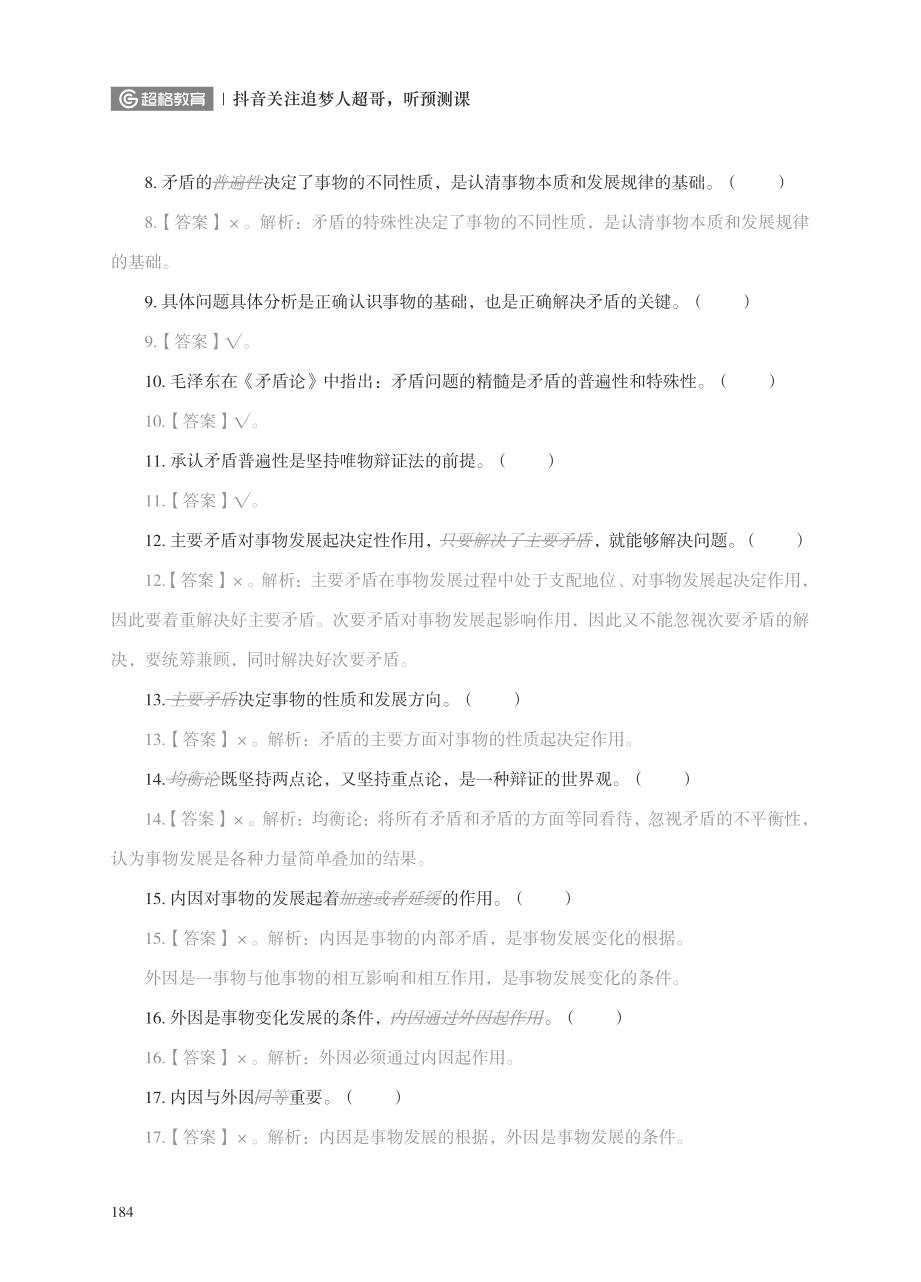 超格教育 | 抖音关注追梦人超哥，听预测课
8. 矛盾的普遍性决定了事物的不同性质，是认清事物本质和发展规律的基础。（　　）
8.【答案】×。解析：矛盾的特殊性决定了事物的不同性质，是认清事物本质和发展规律
的基础。
9. 具体问题具体分析是正确认识事物的基础，也是正确解决矛盾的关键。（　　）
9.【答案】√。
10. 毛泽东在《矛盾论》中指出：矛盾问题的精髓是矛盾的普遍性和特殊性。（　　）
10.【答案】√。
11. 承认矛盾普遍性是坚持唯物辩证法的前提。（　　）
11.【答案】√。
12. 主要矛盾对事物发展起决定性作用，只要解决了主要矛盾，就能够解决问题。（　　）
12.【答案】×。解析：主要矛盾在事物发展过程中处于支配地位、对事物发展起决定作用，
因此要着重解决好主要矛盾。次要矛盾对事物发展起影响作用，因此又不能忽视次要矛盾的解
决，要统筹兼顾，同时解决好次要矛盾。
13. 主要矛盾决定事物的性质和发展方向。（　　）
13.【答案】×。解析：矛盾的主要方面对事物的性质起决定作用。
14. 均衡论既坚持两点论，又坚持重点论，是一种辩证的世界观。（　　）
14.【答案】×。解析：均衡论：将所有矛盾和矛盾的方面等同看待，忽视矛盾的不平衡性，
认为事物发展是各种力量简单叠加的结果。
15. 内因对事物的发展起着加速或者延缓的作用。（　　）
15.【答案】×。解析：内因是事物的内部矛盾，是事物发展变化的根据。
外因是一事物与他事物的相互影响和相互作用，是事物发展变化的条件。
16. 外因是事物变化发展的条件，内因通过外因起作用。（　　）
16.【答案】×。解析：外因必须通过内因起作用。
17. 内因与外因同等重要。（　　）
17.【答案】×。解析：内因是事物发展的根据，外因是事物发展的条件。
184